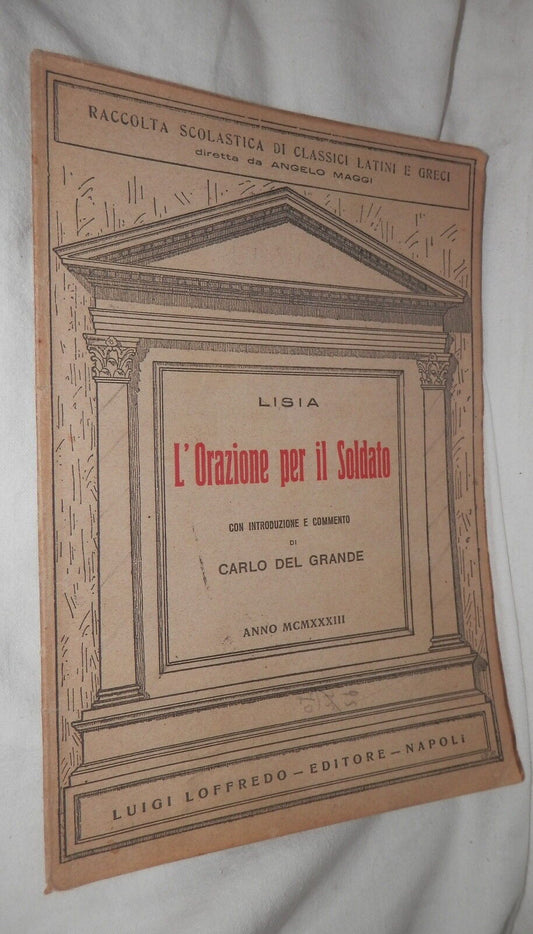 RACCOLTA SCOLASTICA DI CLASSICI LATINI E GRECI
diretta da ANGELO MAGGI
LISIA
L'Orazione per il Soldato
CON INTRODUZIONE E COMMENTO
DI
CARLO DEL GRANDE
ANNO MCMXXXIII
LUIGI LOFFREDO — EDITORE — NAPOLI